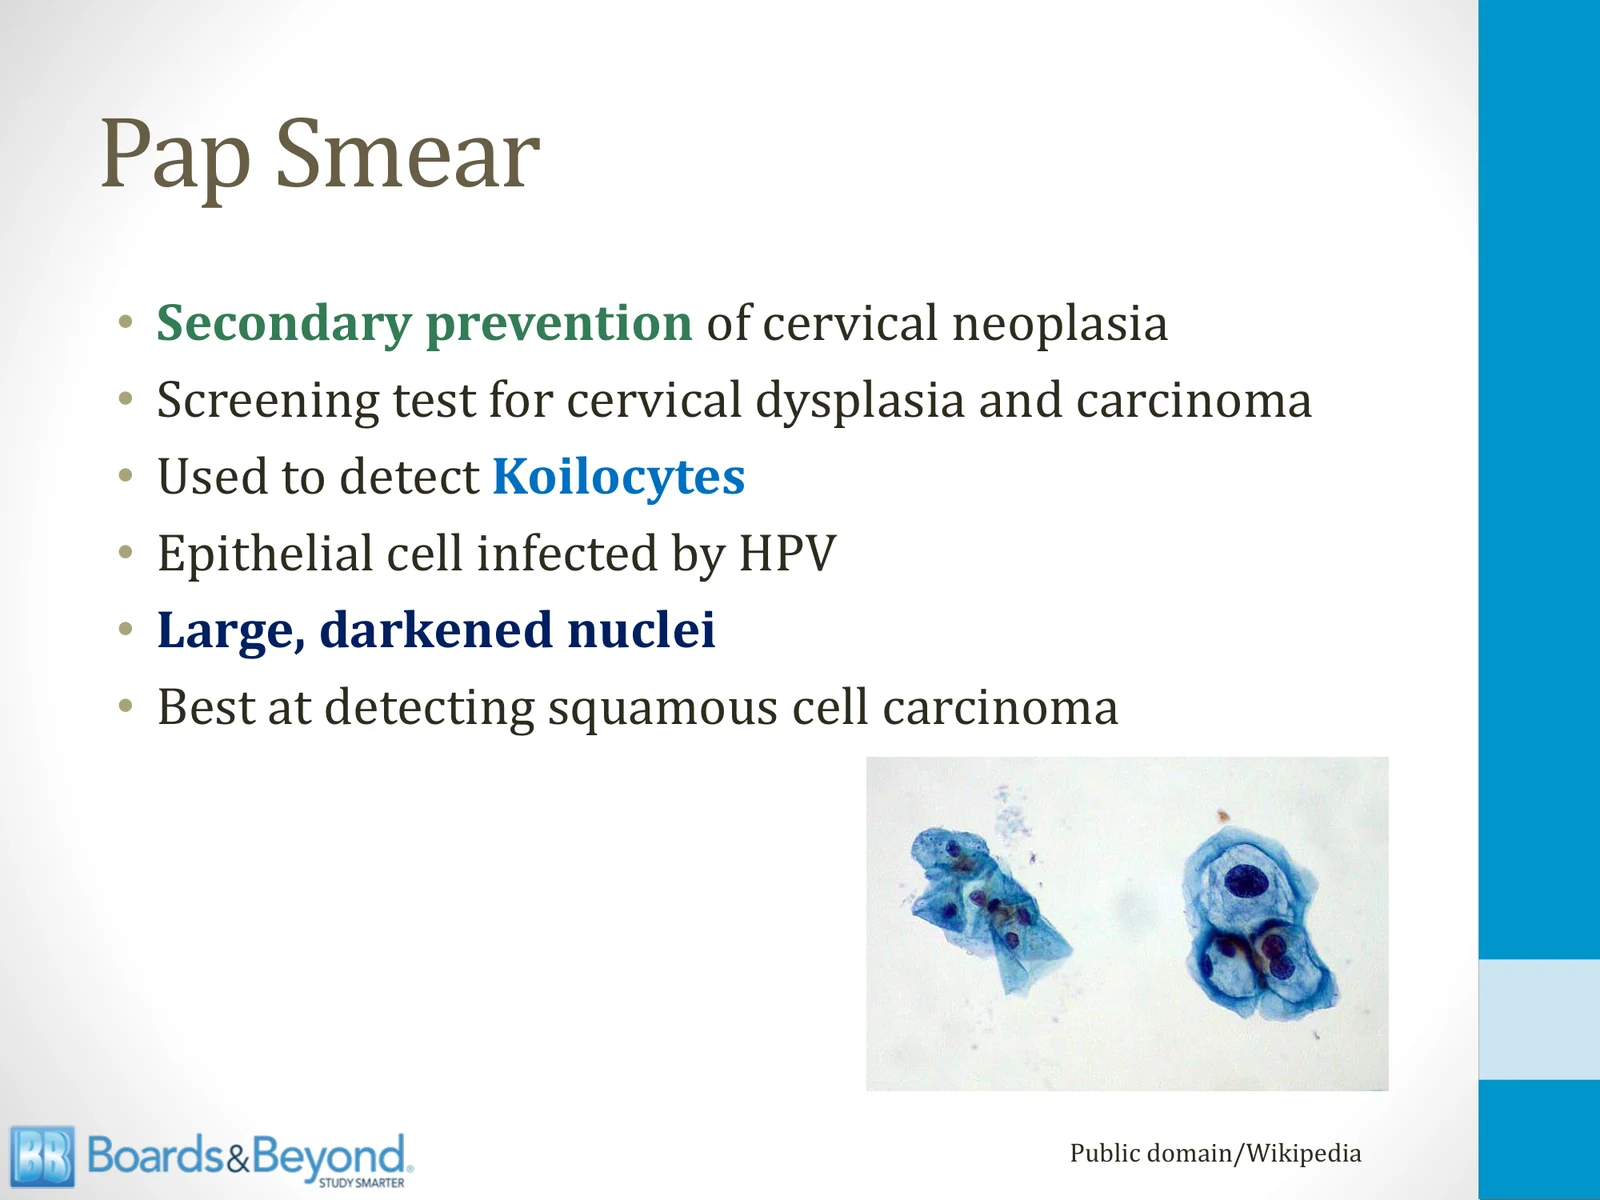 Pap Smear
• Secondary prevention of cervical neoplasia
• Screening test for cervical dysplasia and carcinoma
• Used to detect Koilocytes
• Epithelial cell infected by HPV
• Large, darkened nuclei
• Best at detecting squamous cell carcinoma
BB Boards&Beyond®
STUDY SMARTER
Public domain/Wikipedia